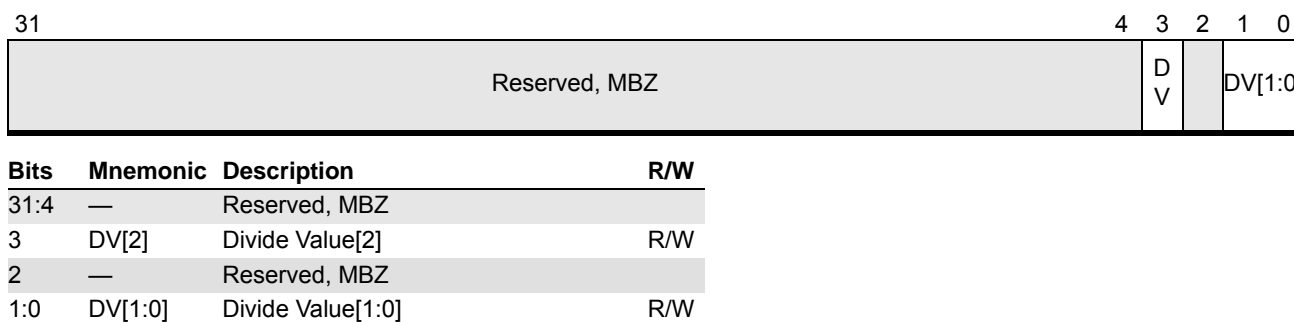 31 4 3 2 1 0
Reserved, MBZ
D
V
DV[1:0
Bits Mnemonic Description R/W
31:4 — Reserved, MBZ
3 DV[2] Divide Value[2] R/W
2 — Reserved, MBZ
1:0 DV[1:0] Divide Value[1:0] R/W